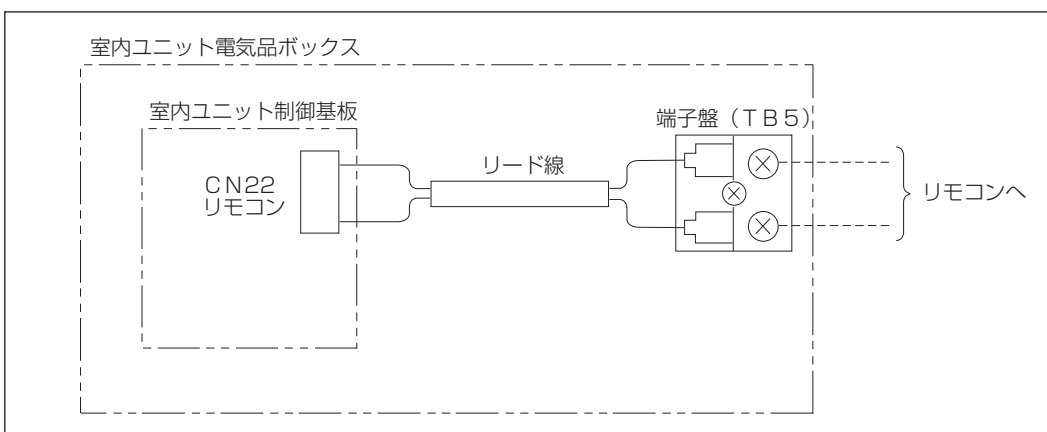 室内ユニット電気品ボックス
室内ユニット制御基板
端子盤（TB5）
リード線
CN22
リモコン
リモコンへ